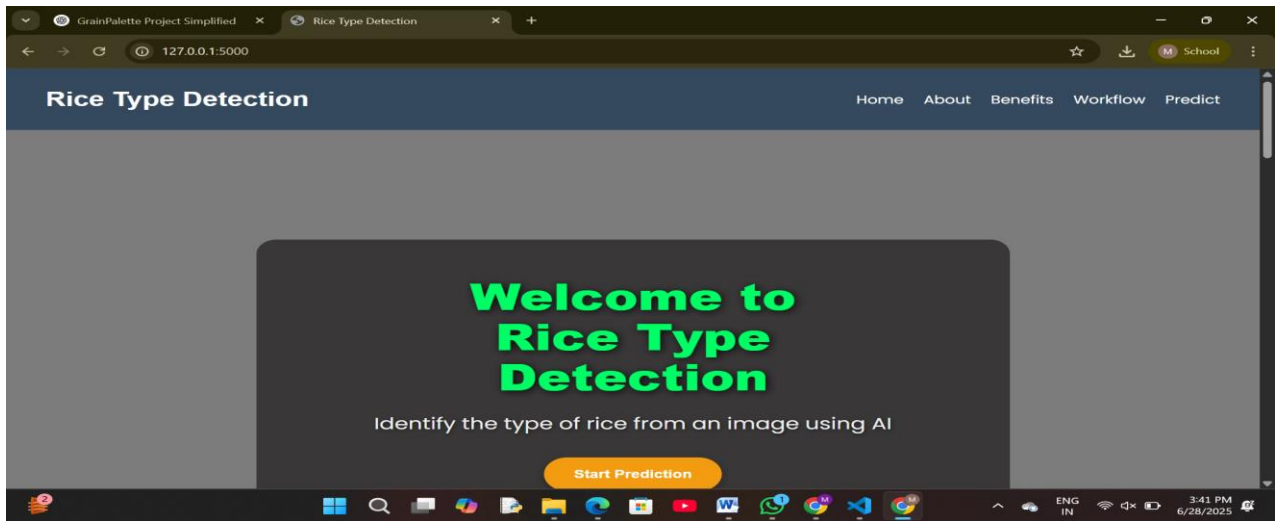 GrainPalette Project Simplified
Rice Type Detection
127.0.0.1:5000
M School
Rice Type Detection
Home About Benefits Workflow Predict
Welcome to
Rice Type
Detection
Identify the type of rice from an image using AI
Start Prediction
2
W
1
M
M
ENG
IN
3:41 PM
6/28/2025